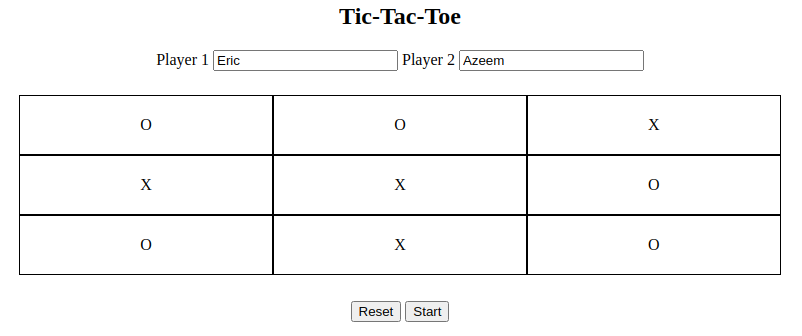 Tic-Tac-Toe
Player 1 Eric Player 2 Azeem
O O X
X X O
O X O
Reset Start